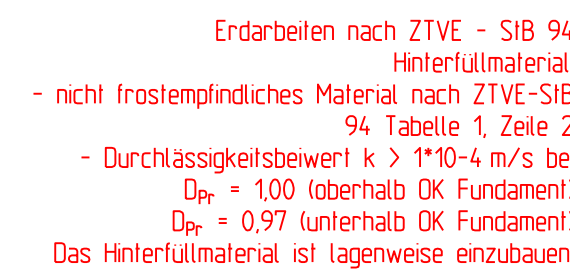 Erdarbeiten nach ZTVE - StB 94
Hinterfüllmaterial
- nicht frostempfindliches Material nach ZTVE-StB
94 Tabelle 1, Zeile 2
- Durchlässigkeitsbeiwert k > 1*10-4 m/s be
DPr = 1,00 (oberhalb OK Fundament)
DPr = 0,97 (unterhalb OK Fundament)
Das Hinterfüllmaterial ist lagenweise einzubauen